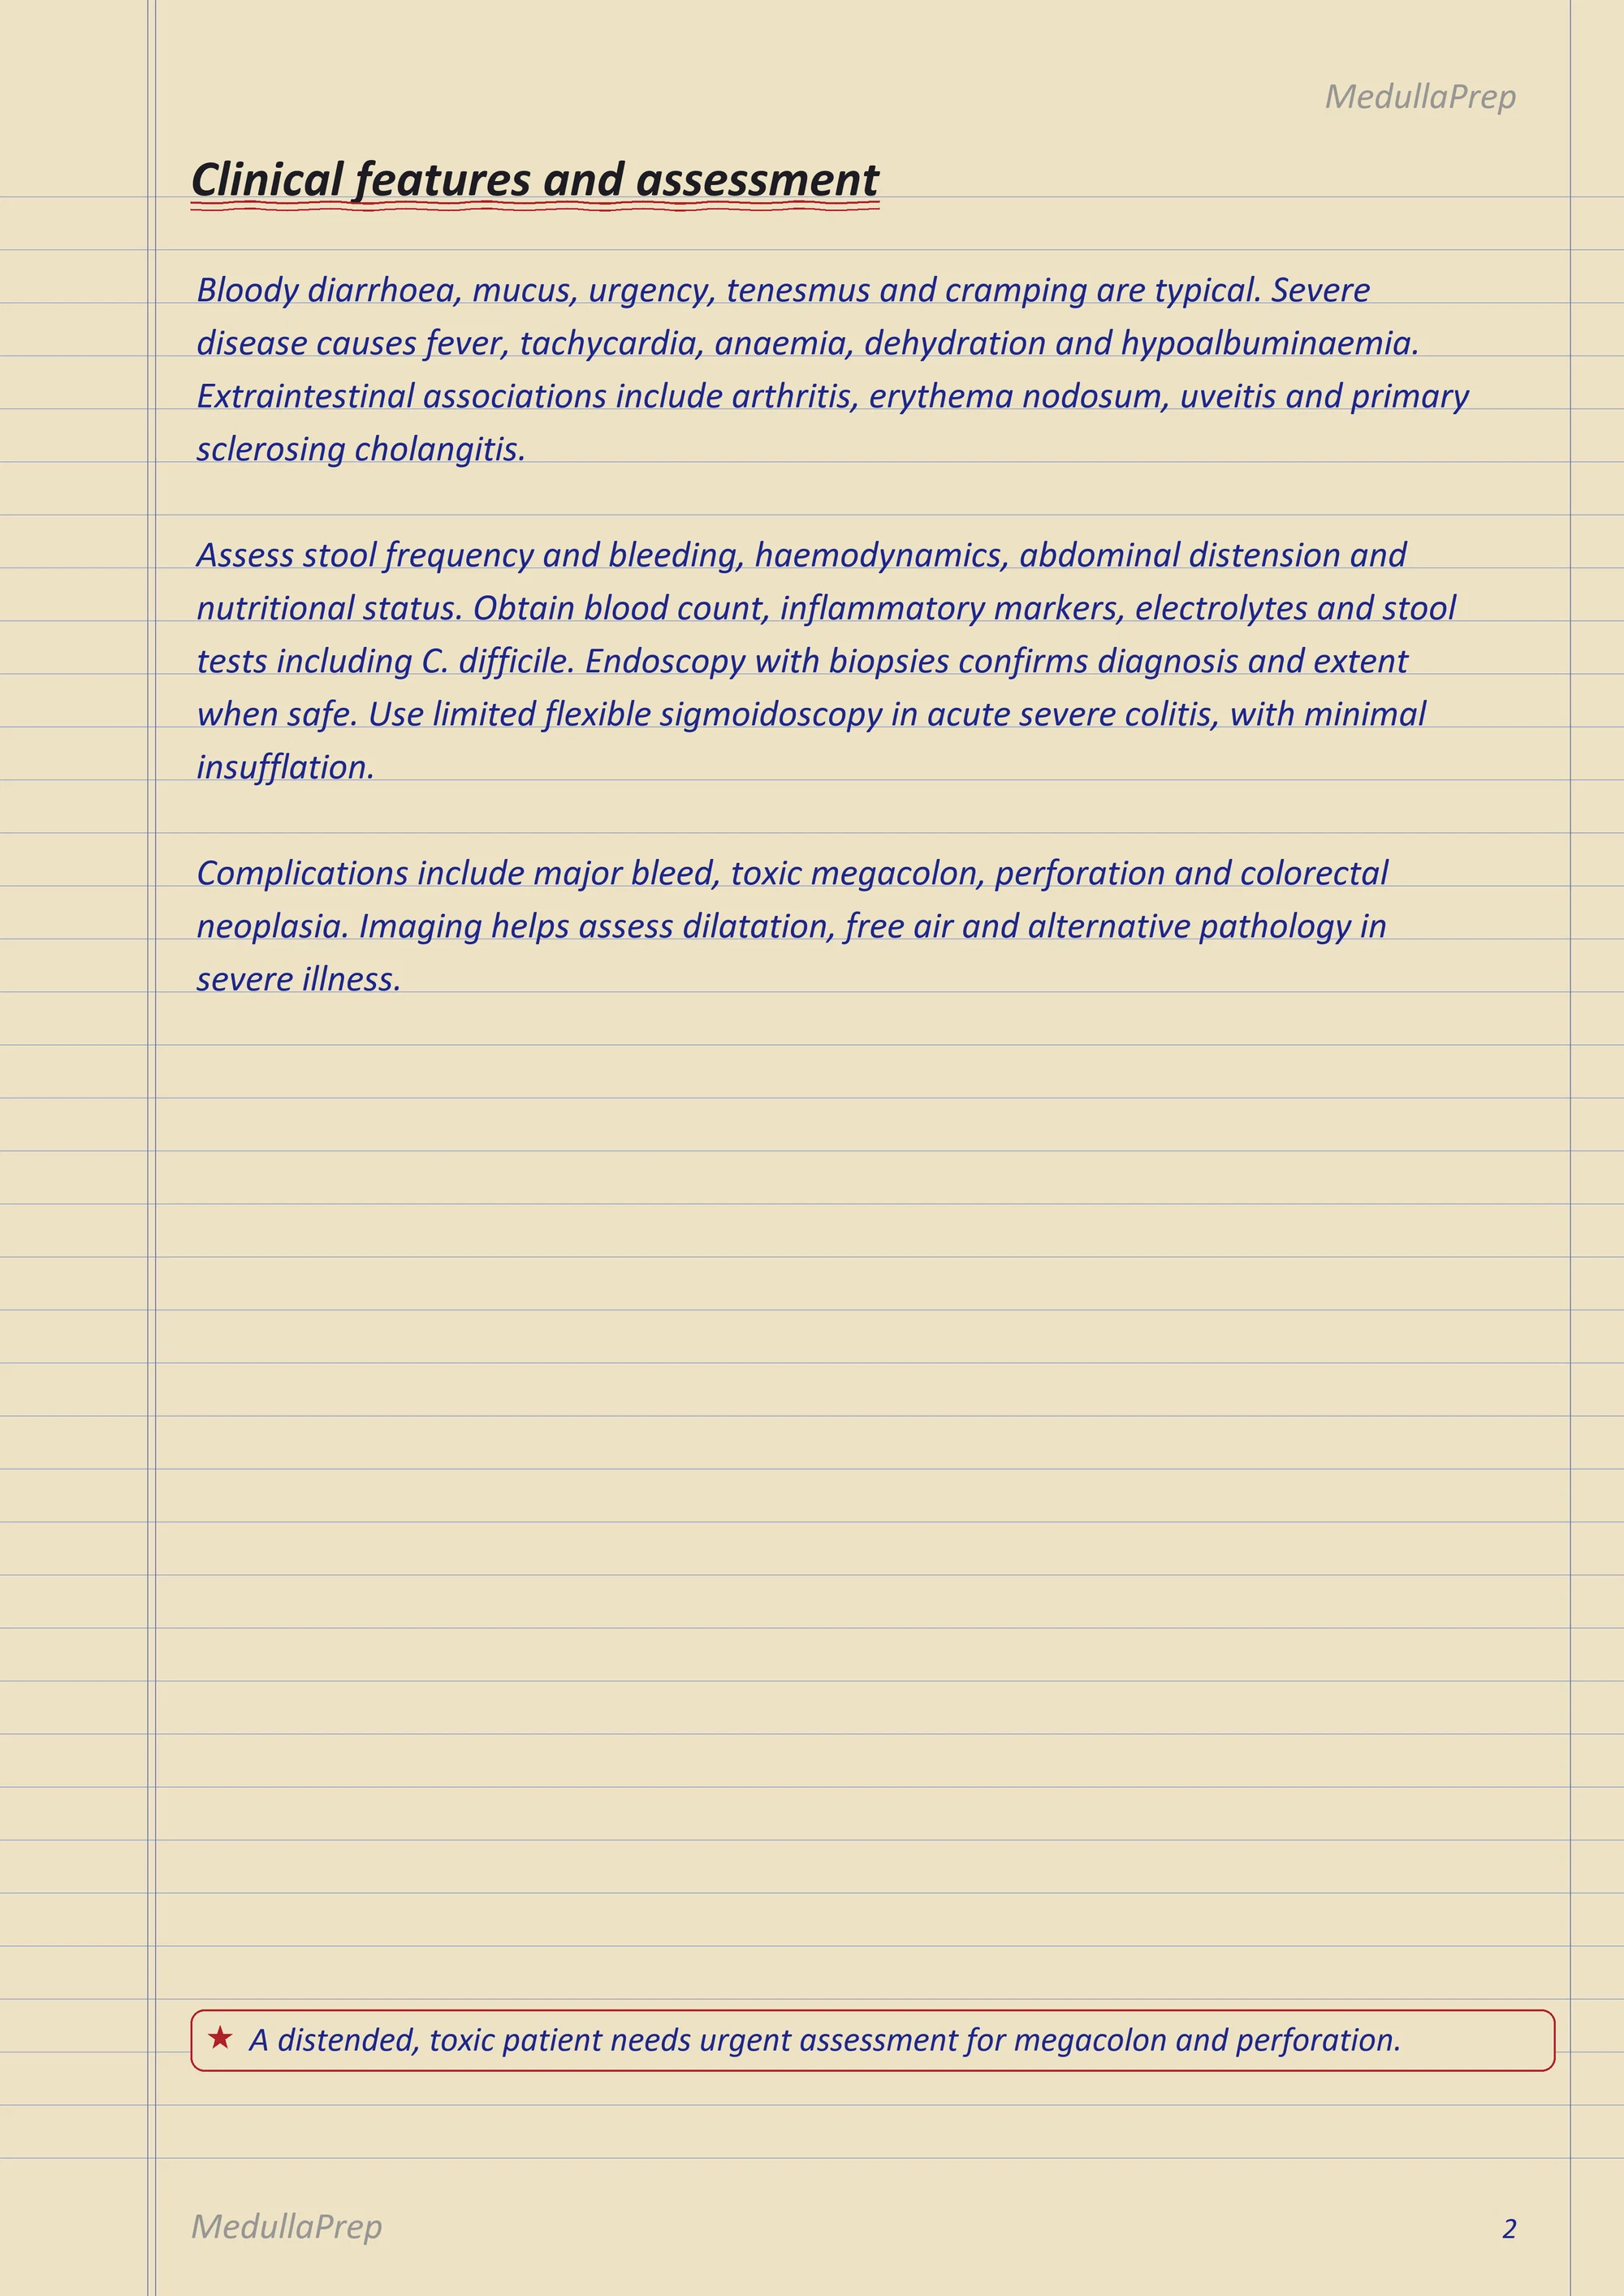 MedullaPrep
Clinical features and assessment
Bloody diarrhoea, mucus, urgency, tenesmus and cramping are typical. Severe
disease causes fever, tachycardia, anaemia, dehydration and hypoalbuminaemia.
Extraintestinal associations include arthritis, erythema nodosum, uveitis and primary
sclerosing cholangitis.
Assess stool frequency and bleeding, haemodynamics, abdominal distension and
nutritional status. Obtain blood count, inflammatory markers, electrolytes and stool
tests including C. difficile. Endoscopy with biopsies confirms diagnosis and extent
when safe. Use limited flexible sigmoidoscopy in acute severe colitis, with minimal
insufflation.
Complications include major bleed, toxic megacolon, perforation and colorectal
neoplasia. Imaging helps assess dilatation, free air and alternative pathology in
severe illness.
★ A distended, toxic patient needs urgent assessment for megacolon and perforation.
MedullaPrep
2